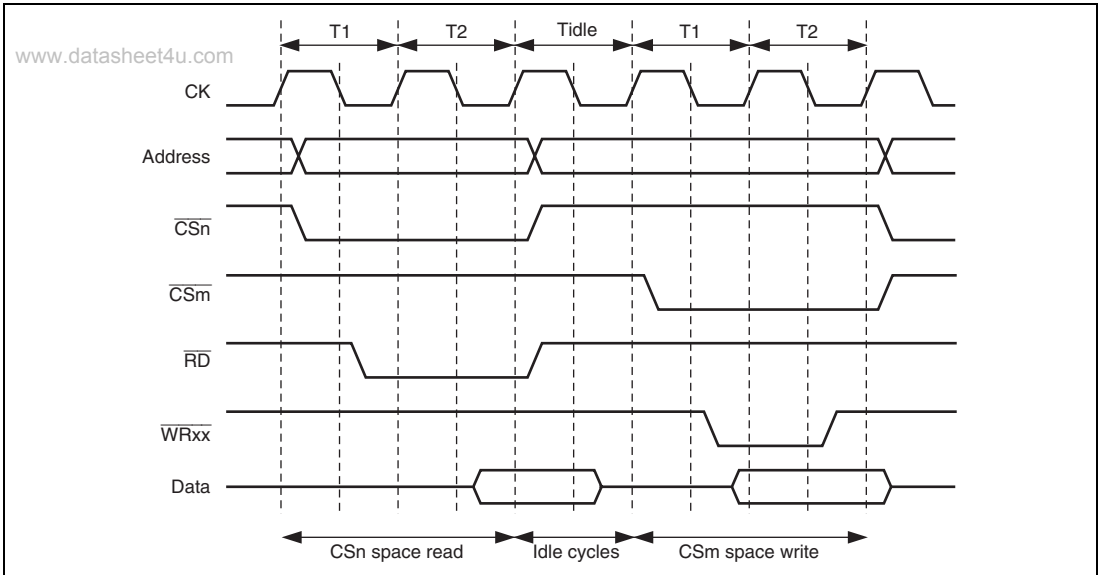 T1 T2 Tidle T1 T2
www.datasheet4u.com
CK
Address
CSn
CSm
RD
WRxx
Data
CSn space read Idle cycles CSm space write